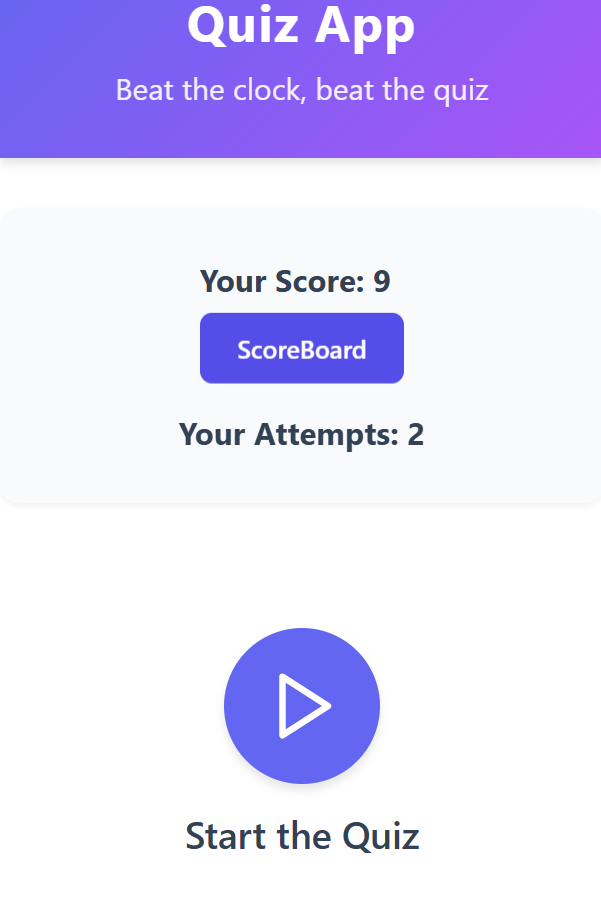 Quiz App
Beat the clock, beat the quiz
Your Score: 9
ScoreBoard
Your Attempts: 2
Start the Quiz